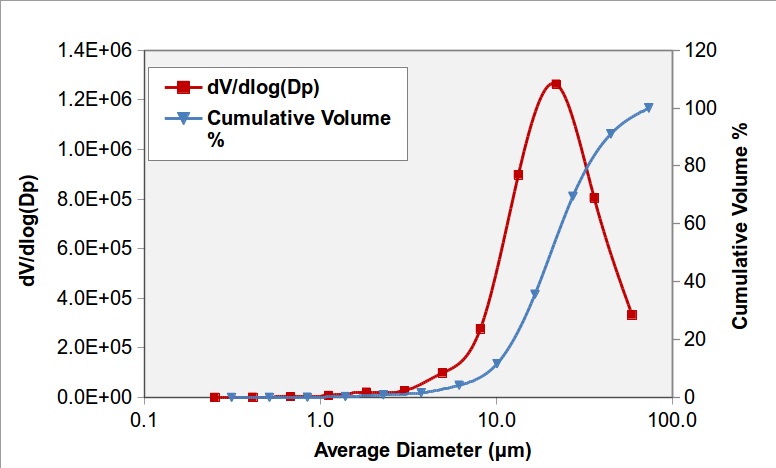 1.4E+06
1.2E+06
1.0E+06
8.0E+05
6.0E+05
4.0E+05
2.0E+05
0.0E+00
dV/dlog(Dp)
dV/dlog(Dp)
Cumulative Volume
%
120
100
80
60
40
20
0
Cumulative Volume %
0.1
1.0
10.0
100.0
Average Diameter (µm)